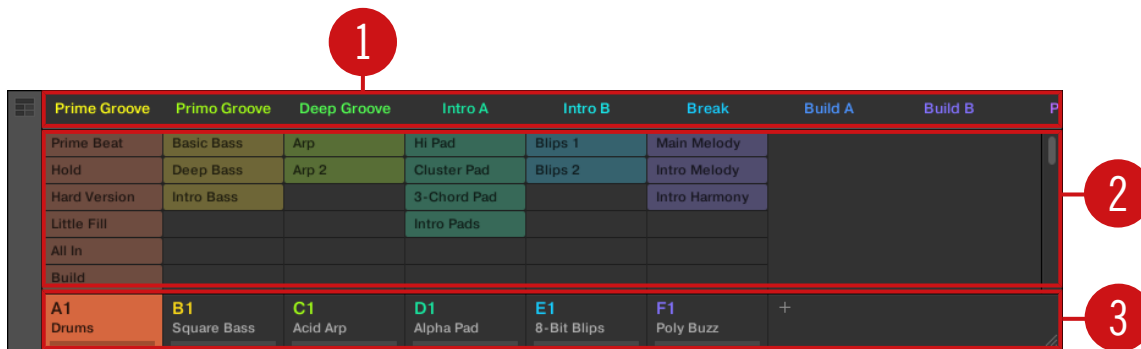 1
Prime Groove Primo Groove Deep Groove Intro A Intro B Break Build A Build B P
Prime Beat Basic Bass Arp Hi Pad Blips 1 Main Melody
Hold Deep Bass Arp 2 Cluster Pad Blips 2 Intro Melody
Hard Version Intro Bass 3-Chord Pad Intro Harmony
2
Little Fill Intro Pads
All In
Build
A1 B1 C1 D1 E1 F1 +
Drums Square Bass Acid Arp Alpha Pad 8-Bit Blips Poly Buzz
3